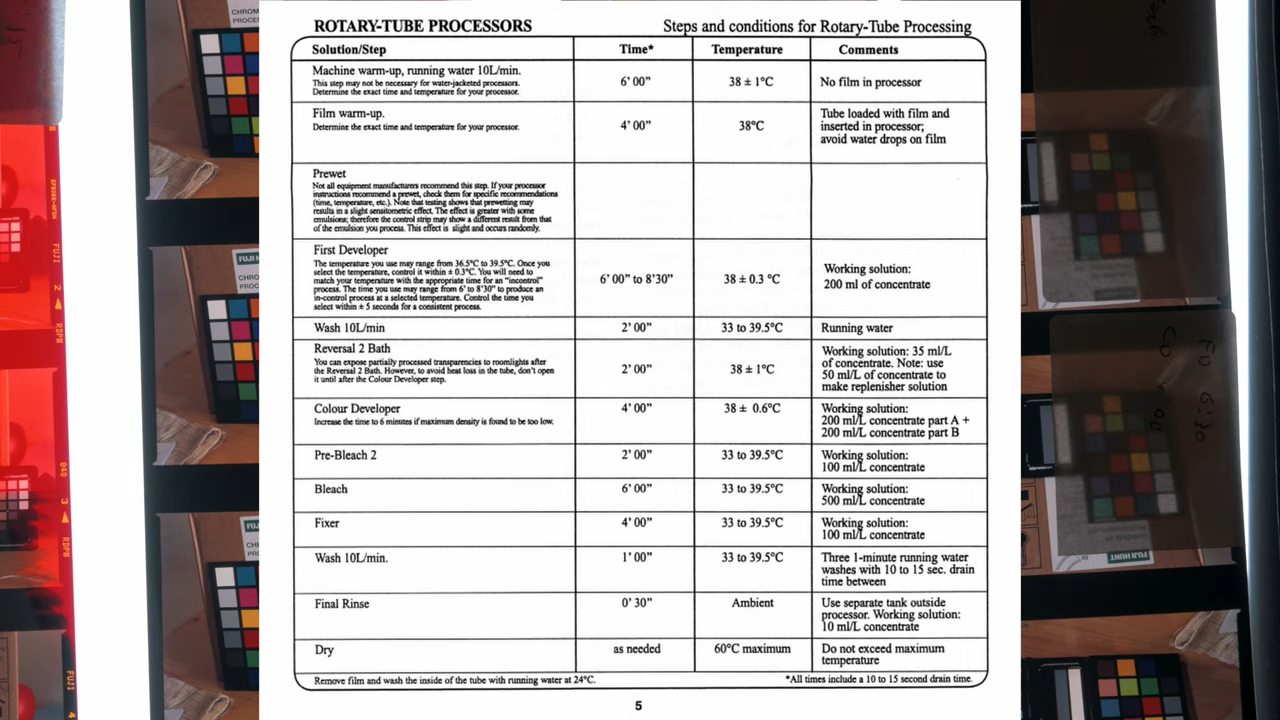 ROTARY-TUBE PROCESSORS
Steps and conditions for Rotary-Tube Processing
Solution/Step
Time*
Temperature
Comments
Machine warm-up, running water 10L/min.
This step may not be necessary for water-jacketed processors.
Determine the exact time and temperature for your processor.
6' 00"
38 ± 1°C
No film in processor
Film warm-up.
Determine the exact time and temperature for your processor.
4' 00"
38°C
Tube loaded with film and
inserted in processor;
avoid water drops on film
Prewet
Not all equipment manufacturers recommend this step. If your processor
instructions recommend a prewet, check them for specific recommendations
(time, temperature, etc.). Note that testing shows that prewetting may
results in a slight sensitometric effect. The effect is greater with some
emulsions; therefore the control strip may show a different result from that
of the emulsion you process. This effect is slight and occurs randomly.
First Developer
The temperature you use may range from 36.5°C to 39.5°C. Once you
select the temperature, control it within ± 0.3°C. You will need to
match your temperature with the appropriate time for an "incontrol"
process. The time you use may range from 6' to 8'30" to produce an
in-control process at a selected temperature. Control the time you
select within ± 5 seconds for a consistent process.
6' 00" to 8'30"
38 ± 0.3 °C
Working solution:
200 ml of concentrate
Wash 10L/min
2' 00"
33 to 39.5°C
Running water
Reversal 2 Bath
You can expose partially processed transparencies to roomlights after
the Reversal 2 Bath. However, to avoid heat loss in the tube, don't open
it until after the Colour Developer step.
2' 00"
38 ± 1°C
Working solution: 35 ml/L
of concentrate. Note: use
50 ml/L of concentrate to
make replenisher solution
Colour Developer
Increase the time to 6 minutes if maximum density is found to be too low.
4' 00"
38 ± 0.6°C
Working solution:
200 ml/L concentrate part A +
200 ml/L concentrate part B
Pre-Bleach 2
2' 00"
33 to 39.5°C
Working solution:
100 ml/L concentrate
Bleach
6' 00"
33 to 39.5°C
Working solution:
500 ml/L concentrate
Fixer
4' 00"
33 to 39.5°C
Working solution:
100 ml/L concentrate
Wash 10L/min.
1' 00"
33 to 39.5°C
Three 1-minute running water
washes with 10 to 15 sec. drain
time between
Final Rinse
0' 30"
Ambient
Use separate tank outside
processor. Working solution:
10 ml/L concentrate
Dry
as needed
60°C maximum
Do not exceed maximum
temperature
Remove film and wash the inside of the tube with running water at 24°C.
*All times include a 10 to 15 second drain time.
5
FUJI
2
RDP8
3
RDP8
FUJI
4
FUJI H
CHRO
PROCE
FUJI HUNT
FD 6:30